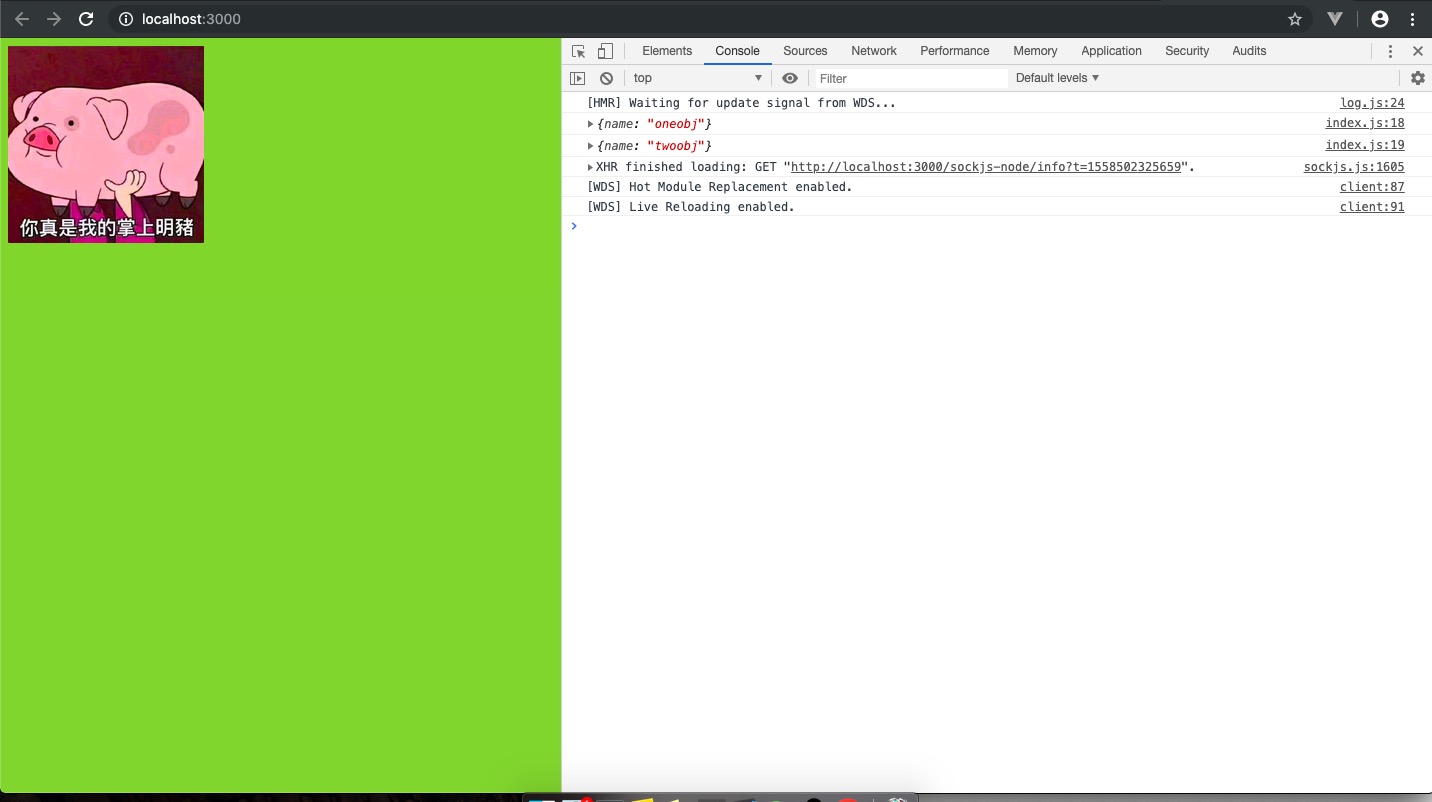 localhost:3000
Elements Console Sources Network Performance Memory Application Security Audits
top Filter Default levels
[HMR] Waiting for update signal from WDS... log.js:24
{name: "oneobj"} index.js:18
{name: "twoobj"} index.js:19
XHR finished loading: GET "http://localhost:3000/sockjs-node/info?t=1558502325659". sockjs.js:1605
[WDS] Hot Module Replacement enabled. client:87
[WDS] Live Reloading enabled. client:91
你真是我的掌上明豬